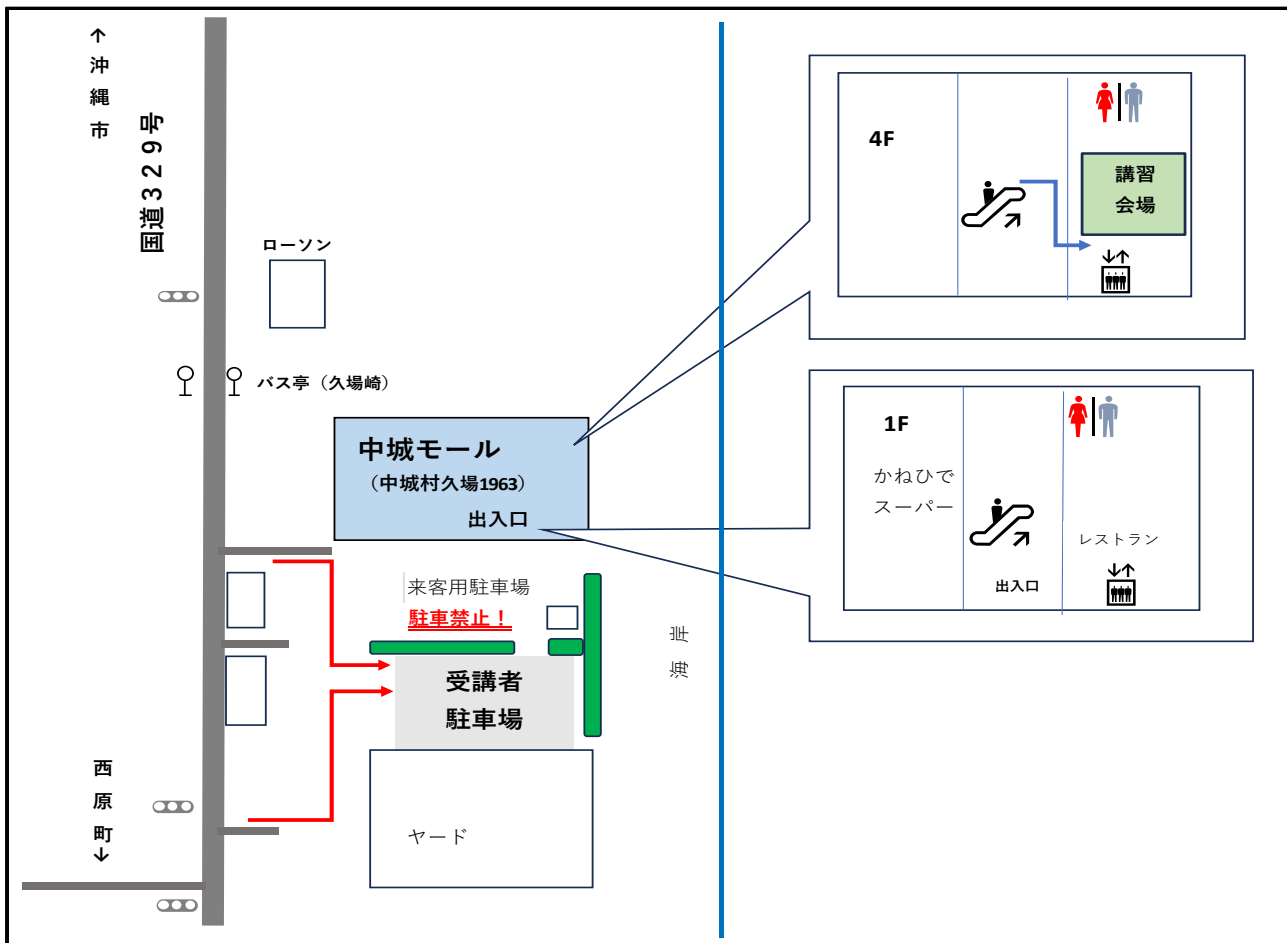 ↑沖縄市
国道３２９号
ローソン
バス亭（久場崎）
中城モール
（中城村久場1963）
出入口
来客用駐車場
駐車禁止！
受講者
駐車場
ヤード
西原町↓
海岸
4F
講習
会場
↓↑
1F
かねひで
スーパー
レストラン
出入口
↓↑